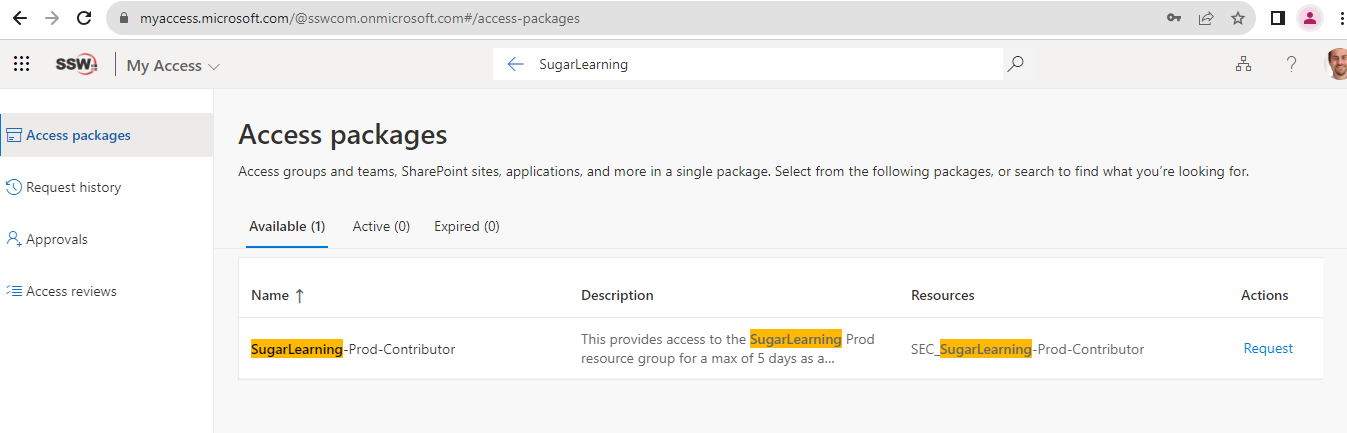 myaccess.microsoft.com/@sswcom.onmicrosoft.com#/access-packages
SSW
My Access
SugarLearning
?
Access packages
Request history
Approvals
Access reviews
Access packages
Access groups and teams, SharePoint sites, applications, and more in a single package. Select from the following packages, or search to find what you're looking for.
Available (1) Active (0) Expired (0)
Name ↑ Description Resources Actions
SugarLearning-Prod-Contributor
This provides access to the SugarLearning Prod
resource group for a max of 5 days as a...
SEC_SugarLearning-Prod-Contributor
Request